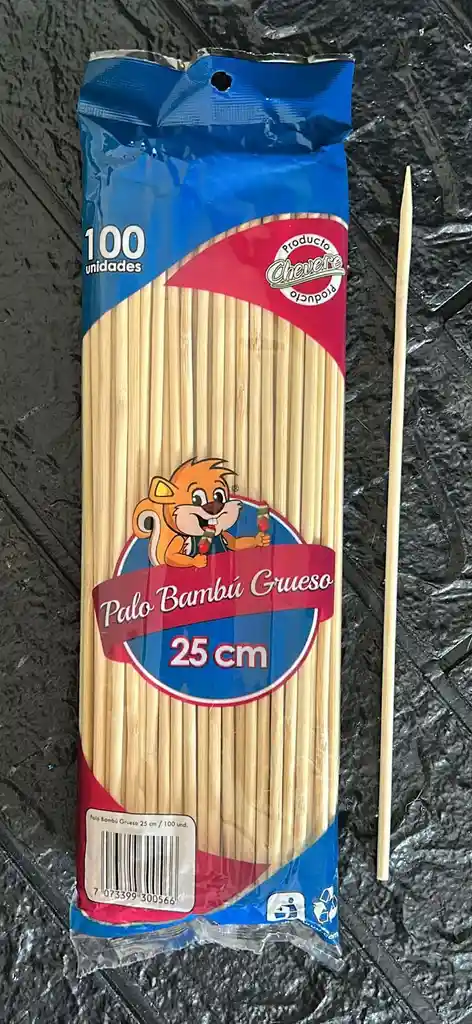 100
unidades
Producto
Chevere
Producto
Palo Bambú Grueso
25 cm
Palo Bambú Grueso 25 cm / 100 und.
7 073399 300566